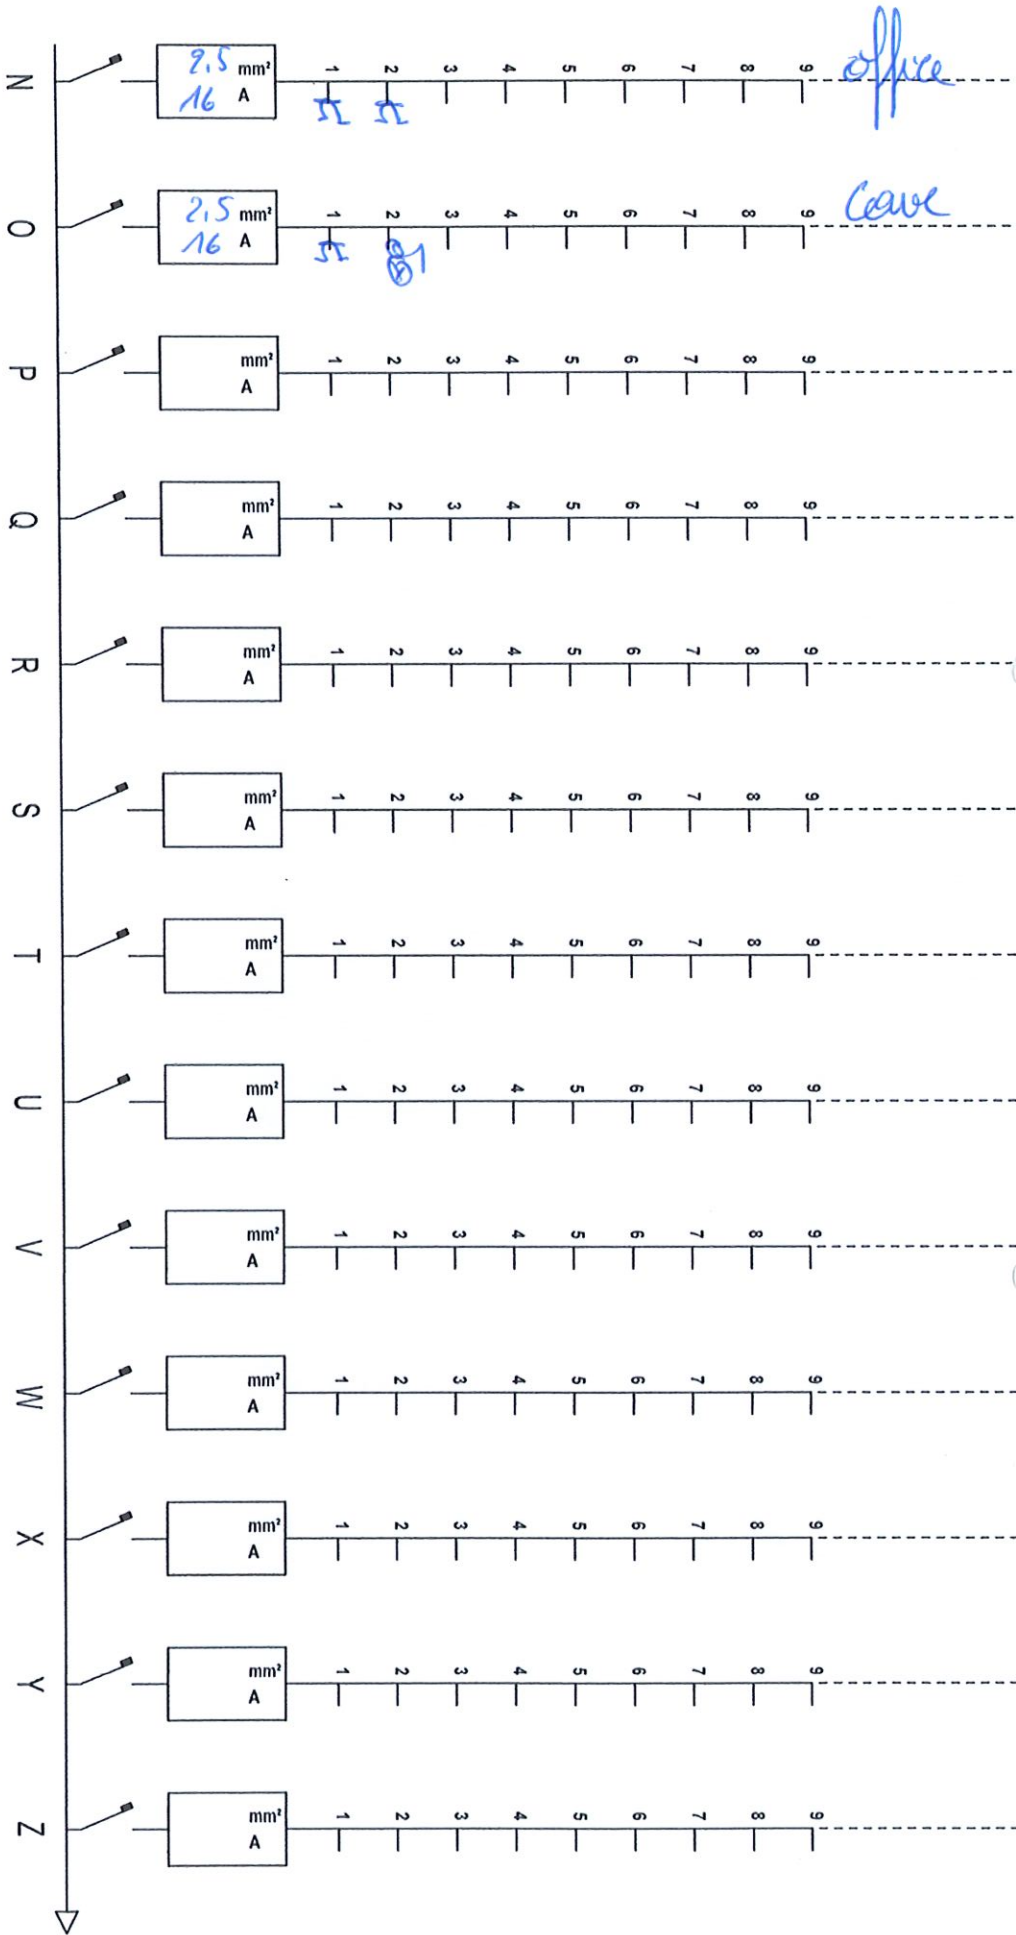 N 2,5 mm² 1 2 3 4 5 6 7 8 9 office
16 A
O 2,5 mm² 1 2 3 4 5 6 7 8 9 Cave
16 A
P mm² 1 2 3 4 5 6 7 8 9
A
Q mm² 1 2 3 4 5 6 7 8 9
A
R mm² 1 2 3 4 5 6 7 8 9
A
S mm² 1 2 3 4 5 6 7 8 9
A
T mm² 1 2 3 4 5 6 7 8 9
A
U mm² 1 2 3 4 5 6 7 8 9
A
V mm² 1 2 3 4 5 6 7 8 9
A
W mm² 1 2 3 4 5 6 7 8 9
A
X mm² 1 2 3 4 5 6 7 8 9
A
Y mm² 1 2 3 4 5 6 7 8 9
A
Z mm² 1 2 3 4 5 6 7 8 9
A